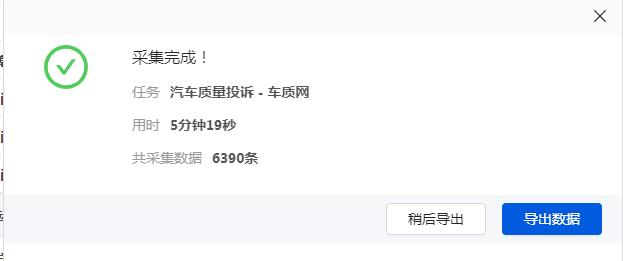 采集完成！
任务 汽车质量投诉 - 车质网
用时 5分钟19秒
共采集数据 6390条
稍后导出 导出数据